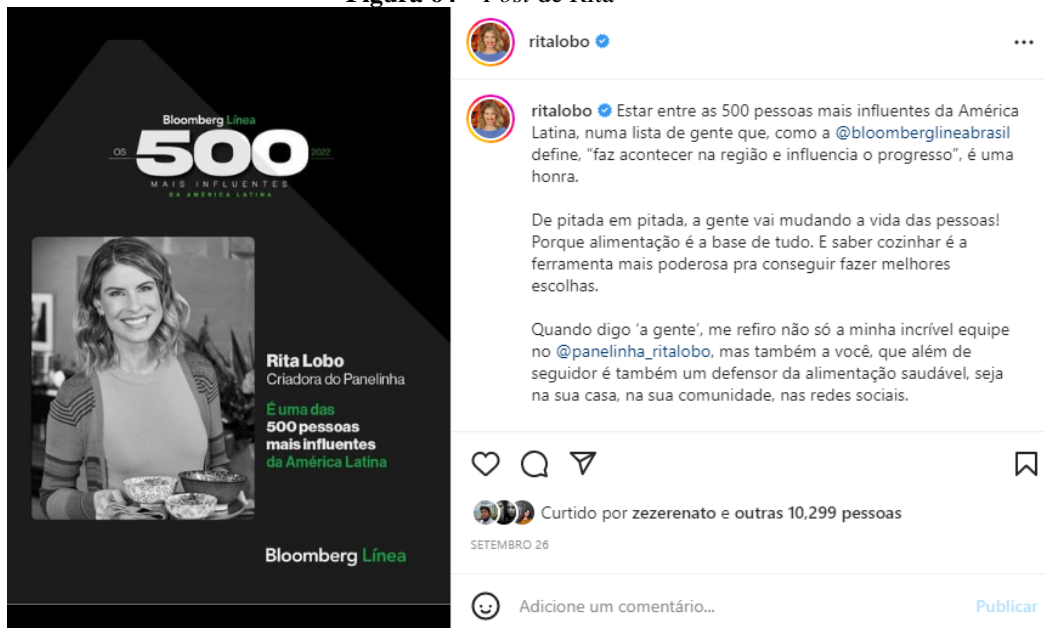 Figura 04 – Post de Rita
Bloomberg Línea
OS 500 2022
MAIS INFLUENTES
DA AMÉRICA LATINA
Rita Lobo
Criadora do Panelinha
É uma das
500 pessoas
mais influentes
da América Latina
Bloomberg Línea
ritalobo
ritalobo Estar entre as 500 pessoas mais influentes da América
Latina, numa lista de gente que, como a @bloomberglineabrasil
define, “faz acontecer na região e influencia o progresso”, é uma
honra.
De pitada em pitada, a gente vai mudando a vida das pessoas!
Porque alimentação é a base de tudo. E saber cozinhar é a
ferramenta mais poderosa pra conseguir fazer melhores
escolhas.
Quando digo ‘a gente’, me refiro não só a minha incrível equipe
no @panelinha_ritalobo, mas também a você, que além de
seguidor é também um defensor da alimentação saudável, seja
na sua casa, na sua comunidade, nas redes sociais.
Curtido por zezerenato e outras 10,299 pessoas
SETEMBRO 26
Adicione um comentário...
Publicar